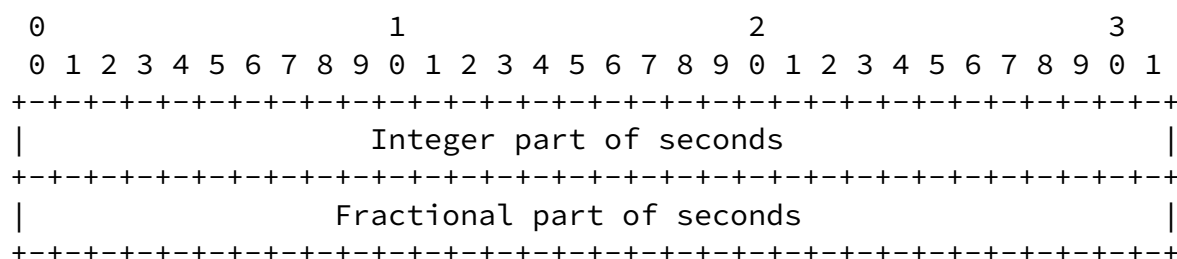 0                   1                   2                   3
 0 1 2 3 4 5 6 7 8 9 0 1 2 3 4 5 6 7 8 9 0 1 2 3 4 5 6 7 8 9 0 1
+-+-+-+-+-+-+-+-+-+-+-+-+-+-+-+-+-+-+-+-+-+-+-+-+-+-+-+-+-+-+-+-+
|                   Integer part of seconds                     |
+-+-+-+-+-+-+-+-+-+-+-+-+-+-+-+-+-+-+-+-+-+-+-+-+-+-+-+-+-+-+-+-+
|                 Fractional part of seconds                    |
+-+-+-+-+-+-+-+-+-+-+-+-+-+-+-+-+-+-+-+-+-+-+-+-+-+-+-+-+-+-+-+-+